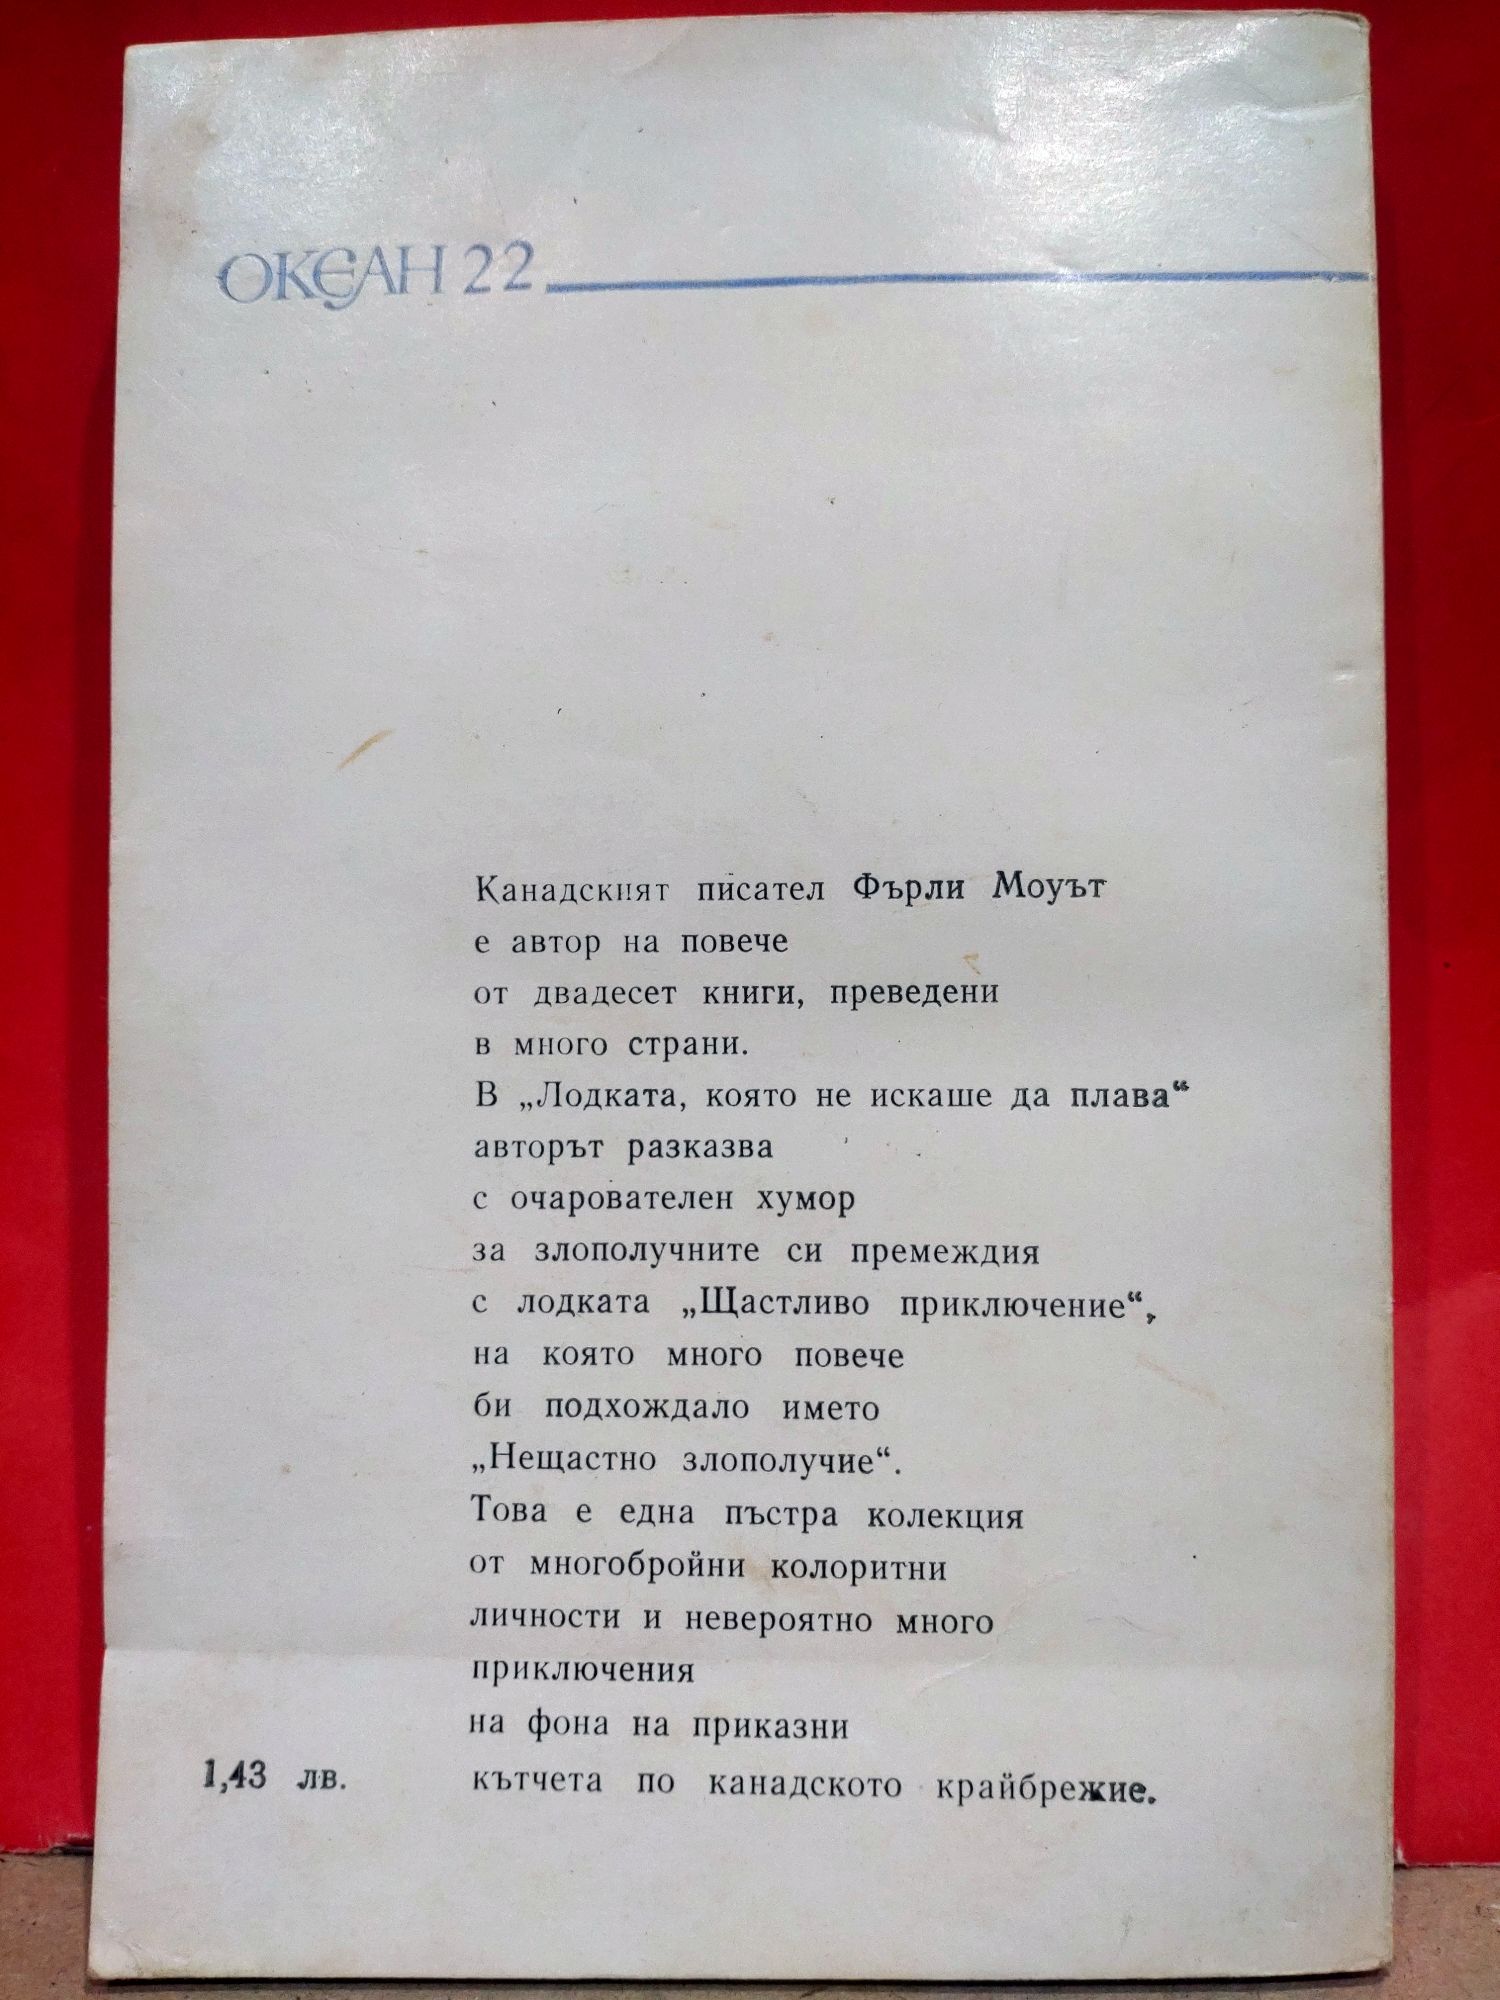 ОКЕАН 22
Канадският писател Фърли Моуът
е автор на повече
от двадесет книги, преведени
в много страни.
В „Лодката, която не искаше да плава“
авторът разказва
с очарователен хумор
за злополучните си премеждия
с лодката „Щастливо приключение“,
на която много повече
би подхождало името
„Нещастно злополучие“.
Това е една пъстра колекция
от многобройни колоритни
личности и невероятно много
приключения
на фона на приказни
кътчета по канадското крайбрежие.
1,43 лв.